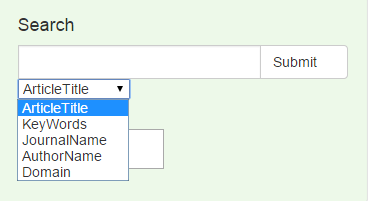 Search
Submit
ArticleTitle
ArticleTitle
KeyWords
JournalName
AuthorName
Domain